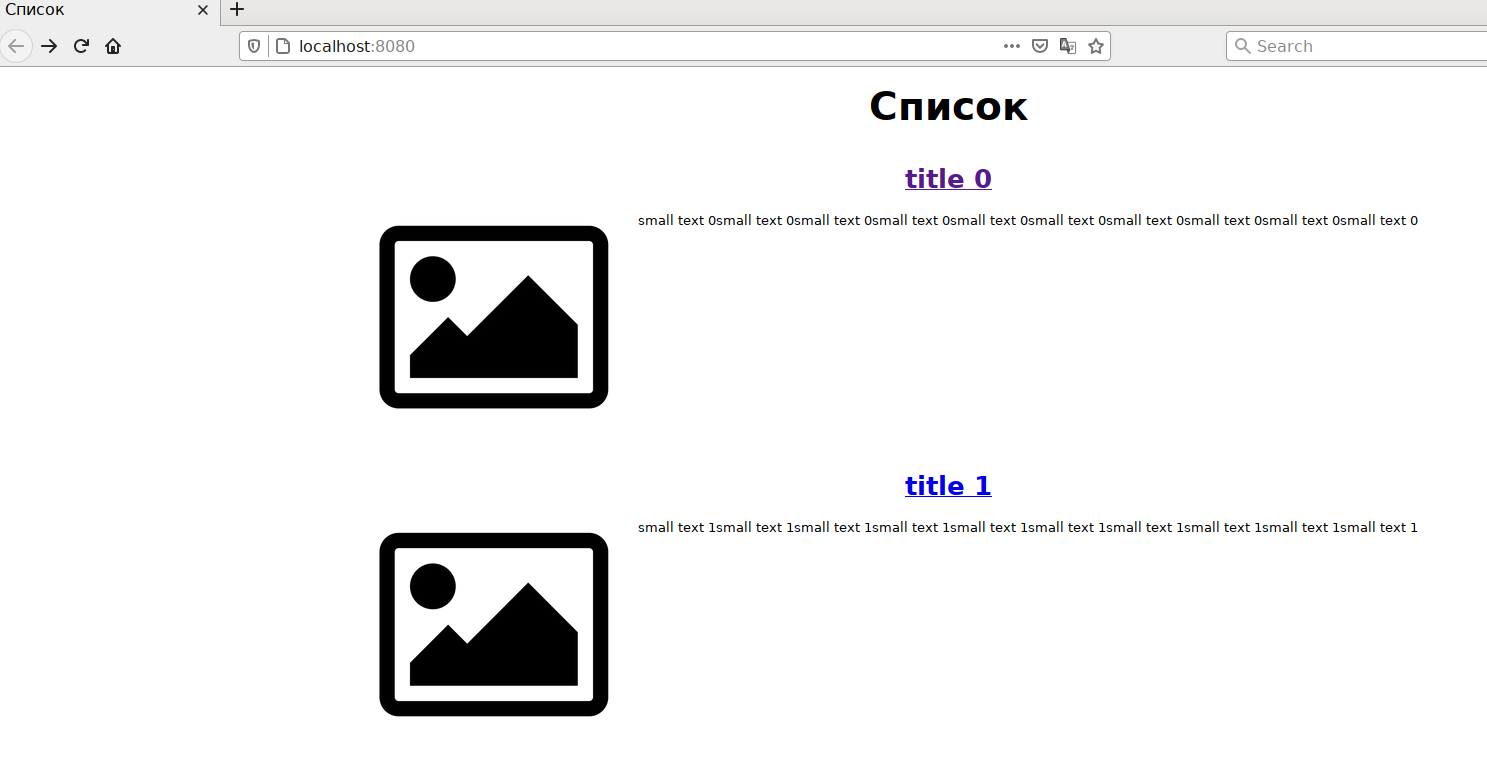 Список
localhost:8080
Search
Список
title 0
small text 0small text 0small text 0small text 0small text 0small text 0small text 0small text 0small text 0small text 0
title 1
small text 1small text 1small text 1small text 1small text 1small text 1small text 1small text 1small text 1small text 1